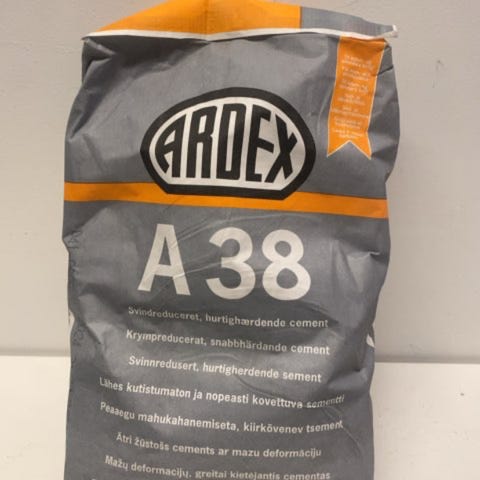 ARDEX
A 38
Svindreduceret, hurtighærdende cement
Krympreducerat, snabbhärdande cement
Svinnredusert, hurtigherdende sement
Lähes kutistumaton ja nopeasti kovettuva sementti
Peaaegu mahukahanemiseta, kiirkövenev tsement
Ātri žūstošs cements ar mazu deformāciju
Mažų deformacijų, greitai kietėjantis cementas